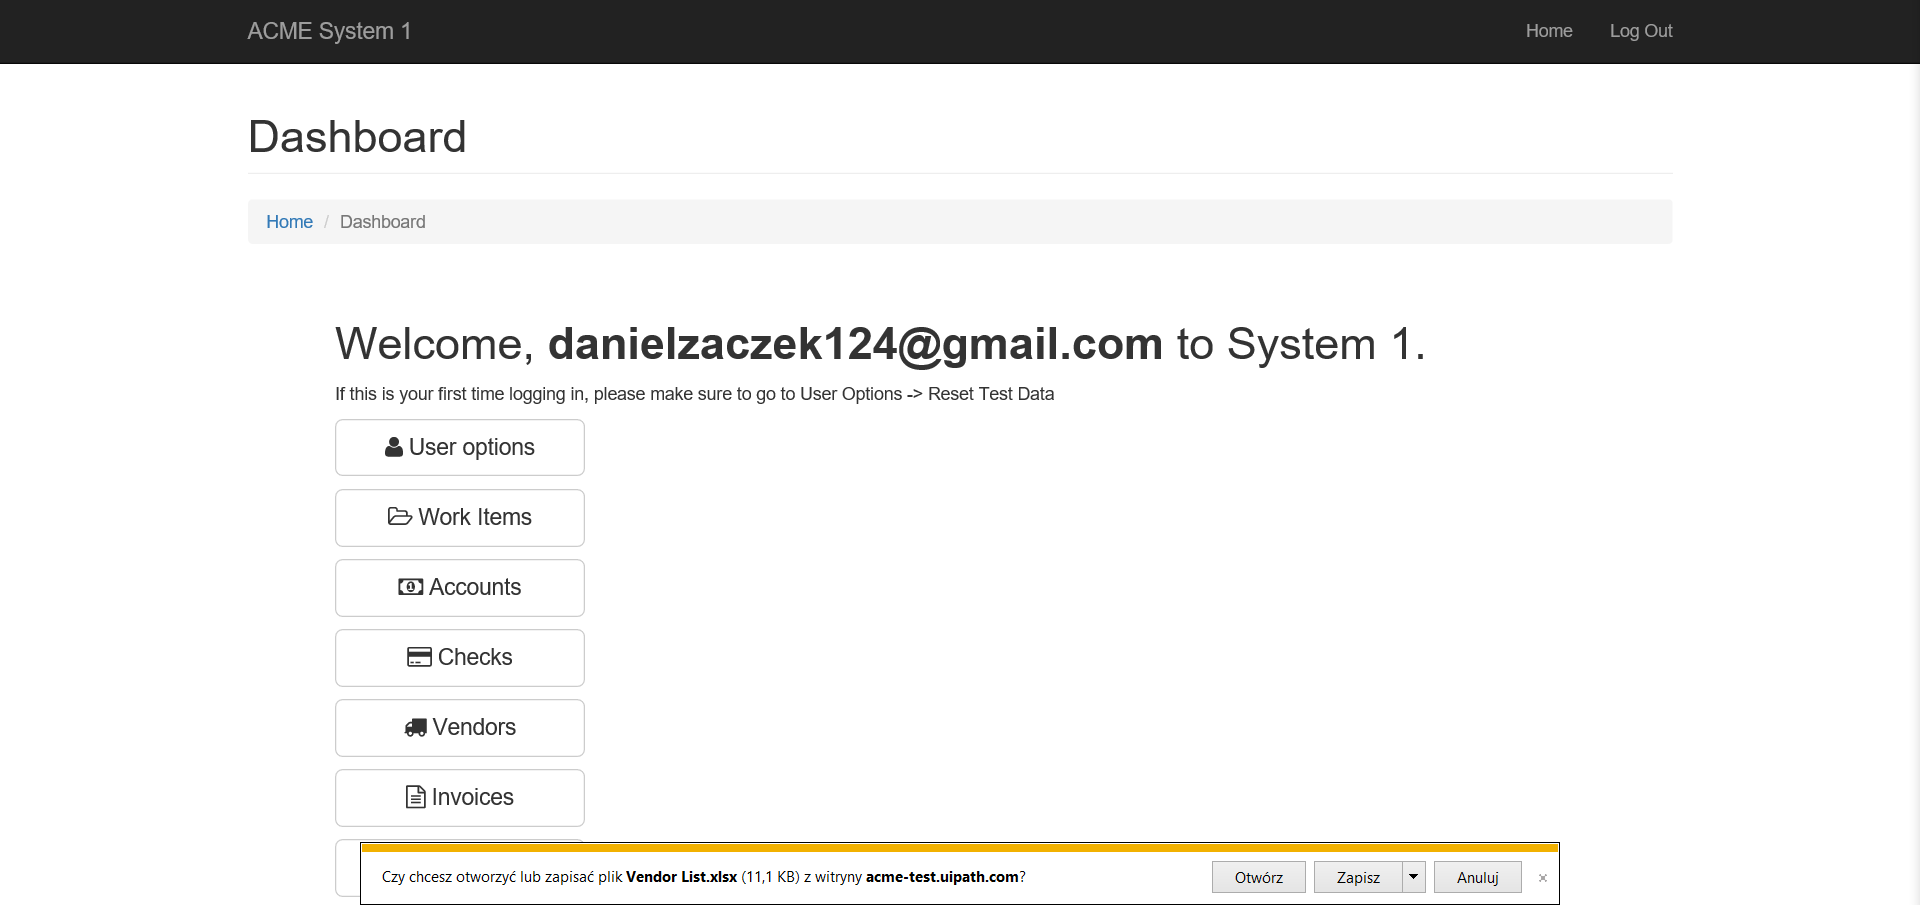 ACME System 1
Home
Log Out
Dashboard
Home / Dashboard
Welcome, danielzaczek124@gmail.com to System 1.
If this is your first time logging in, please make sure to go to User Options -> Reset Test Data
User options
Work Items
Accounts
Checks
Vendors
Invoices
Czy chcesz otworzyć lub zapisać plik Vendor List.xlsx (11,1 KB) z witryny acme-test.uipath.com?
Otwórz
Zapisz
Anuluj